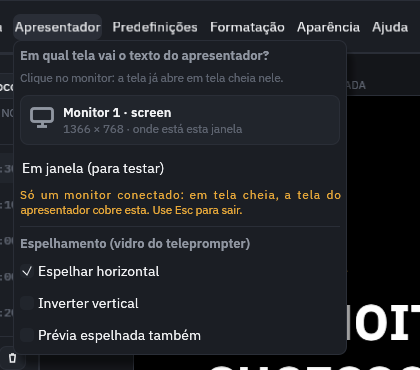 Apresentador Predefinições Formatação Aparência Ajuda
Em qual tela vai o texto do apresentador?
Clique no monitor: a tela já abre em tela cheia nele.
Monitor 1 · screen
1366 × 768 · onde está esta janela
Em janela (para testar)
Só um monitor conectado: em tela cheia, a tela do
apresentador cobre esta. Use Esc para sair.
Espelhamento (vidro do teleprompter)
Espelhar horizontal
Inverter vertical
Prévia espelhada também